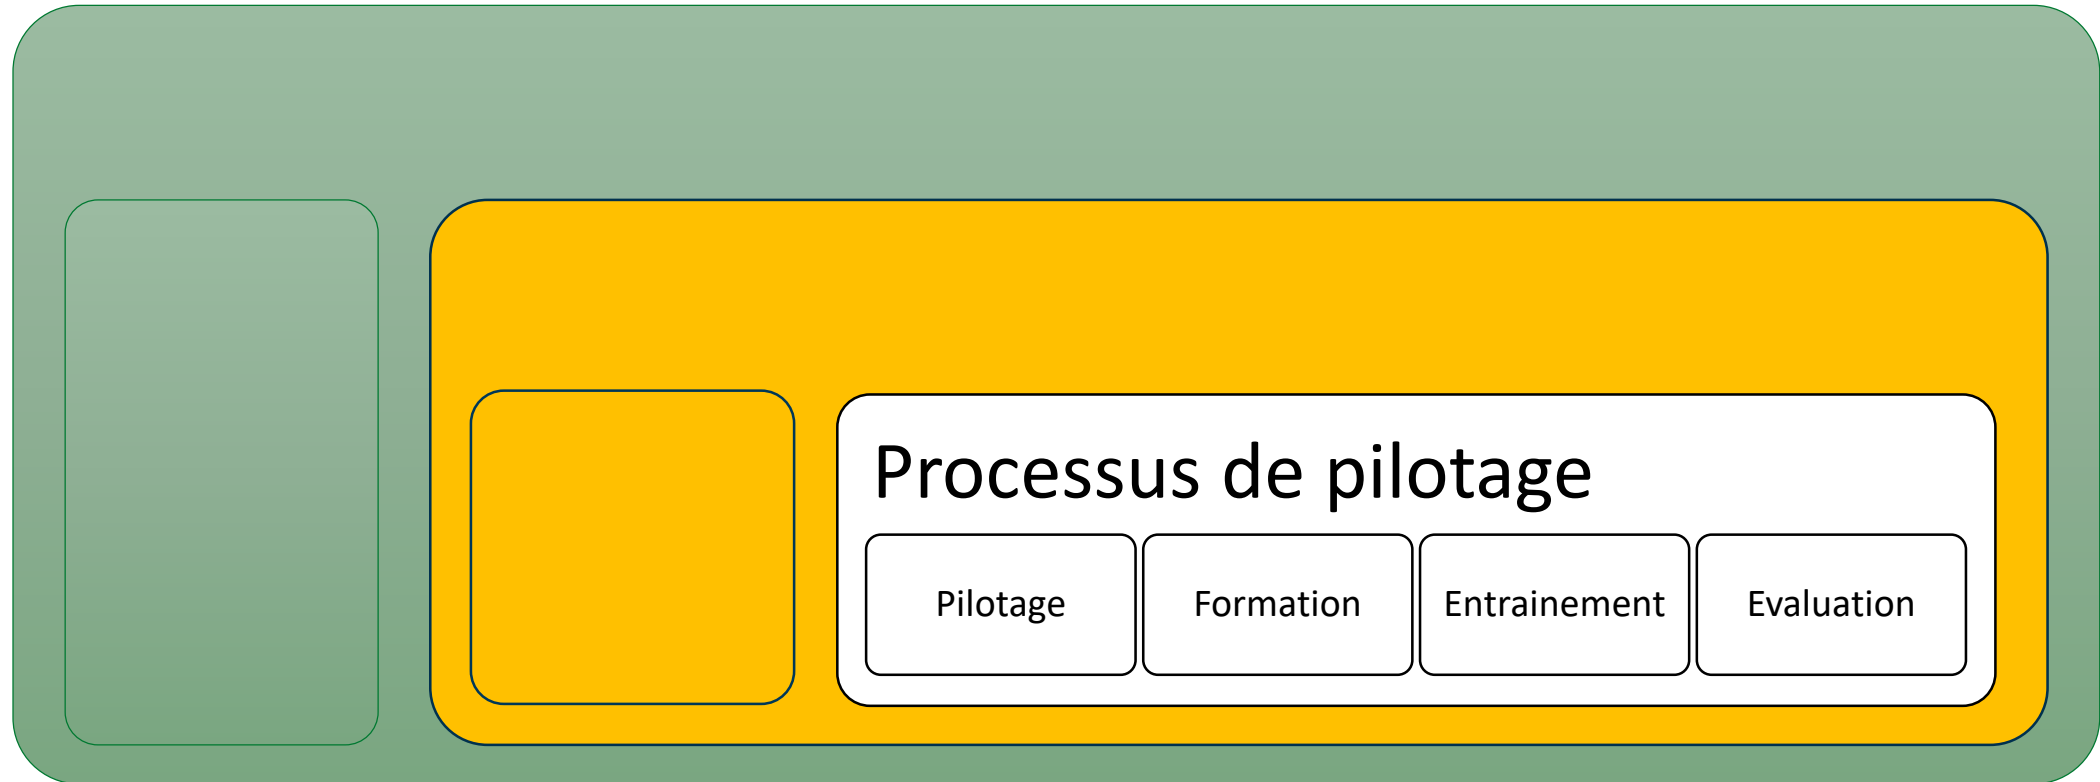 Processus de pilotage
Pilotage
Formation
Entrainement
Evaluation